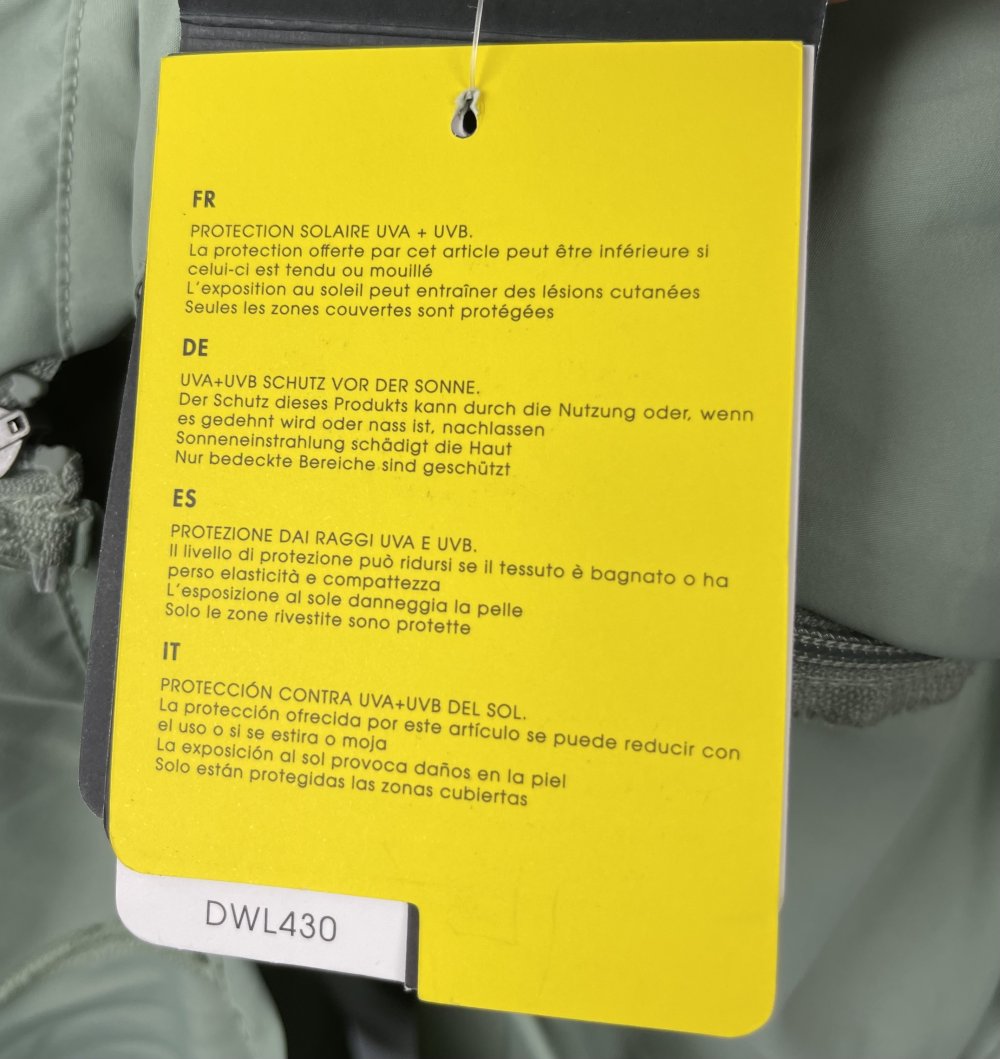 FR
PROTECTION SOLAIRE UVA + UVB.
La protection offerte par cet article peut être inférieure si
celui-ci est tendu ou mouillé
L'exposition au soleil peut entraîner des lésions cutanées
Seules les zones couvertes sont protégées
DE
UVA+UVB SCHUTZ VOR DER SONNE.
Der Schutz dieses Produkts kann durch die Nutzung oder, wenn
es gedehnt wird oder nass ist, nachlassen
Sonneneinstrahlung schädigt die Haut
Nur bedeckte Bereiche sind geschützt
ES
PROTEZIONE DAI RAGGI UVA E UVB.
Il livello di protezione può ridursi se il tessuto è bagnato o ha
perso elasticità e compattezza
L'esposizione al sole danneggia la pelle
Solo le zone rivestite sono protette
IT
PROTECCIÓN CONTRA UVA+UVB DEL SOL.
La protección ofrecida por este artículo se puede reducir con
el uso o si se estira o moja
La exposición al sol provoca daños en la piel
Solo están protegidas las zonas cubiertas
DWL430